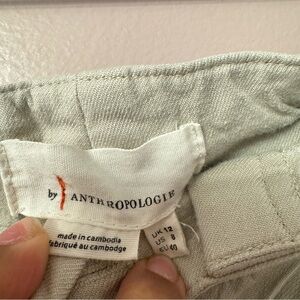 by ANTHROPOLOGIE
made in cambodia
fabriqué au cambodge
UK 12
US 8
EU 40